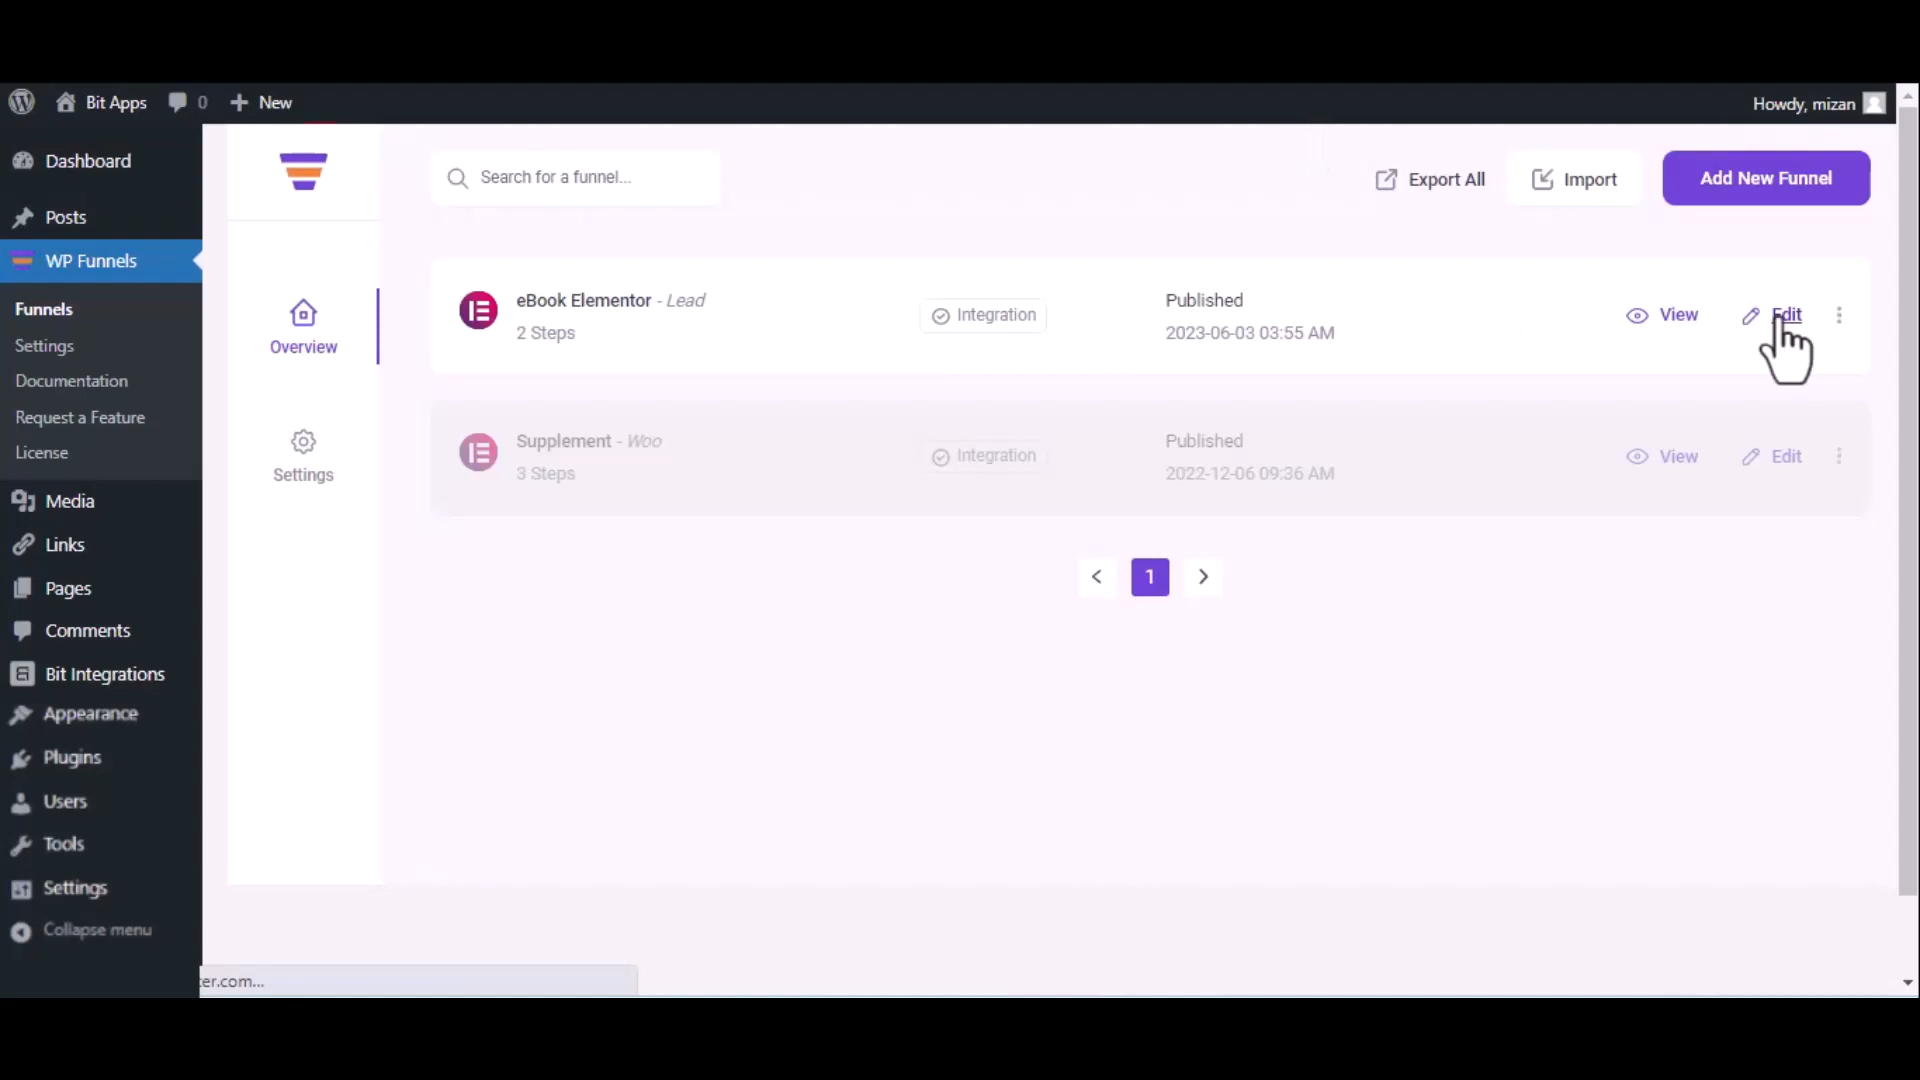 Bit Apps
0
New
Howdy, mizan
Dashboard
Posts
WP Funnels
Funnels
Settings
Documentation
Request a Feature
License
Media
Links
Pages
Comments
Bit Integrations
Appearance
Plugins
Users
Tools
Settings
Collapse menu
Overview
Settings
Search for a funnel...
Export All
Import
Add New Funnel
eBook Elementor - Lead
2 Steps
Integration
Published
2023-06-03 03:55 AM
View
Edit
Supplement - Woo
3 Steps
Integration
Published
2022-12-06 09:36 AM
View
Edit
< 1 >
ter.com...